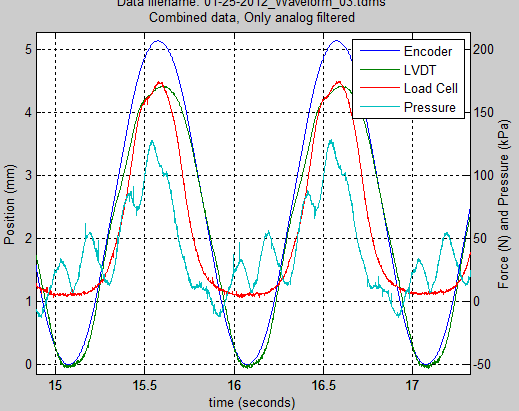 Data filename: 01-25-2012_Waveform_03.tdms
Combined data, Only analog filtered
5
4
3
2
1
0
Position (mm)
200
150
100
50
0
-50
Force (N) and Pressure (kPa)
Encoder
LVDT
Load Cell
Pressure
15
15.5
16
16.5
17
time (seconds)